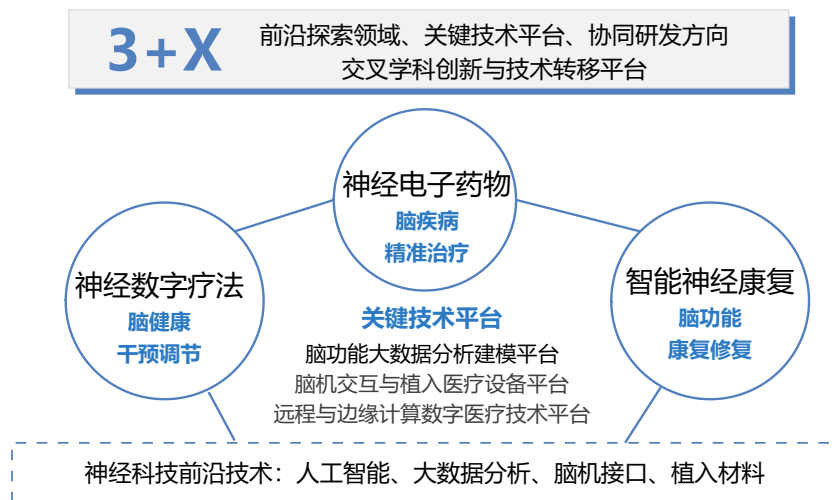 3+X
前沿探索领域、关键技术平台、协同研发方向
交叉学科创新与技术转移平台
神经电子药物
脑疾病
精准治疗
神经数字疗法
脑健康
干预调节
智能神经康复
脑功能
康复修复
关键技术平台
脑功能大数据分析建模平台
脑机交互与植入医疗设备平台
远程与边缘计算数字医疗技术平台
神经科技前沿技术：人工智能、大数据分析、脑机接口、植入材料